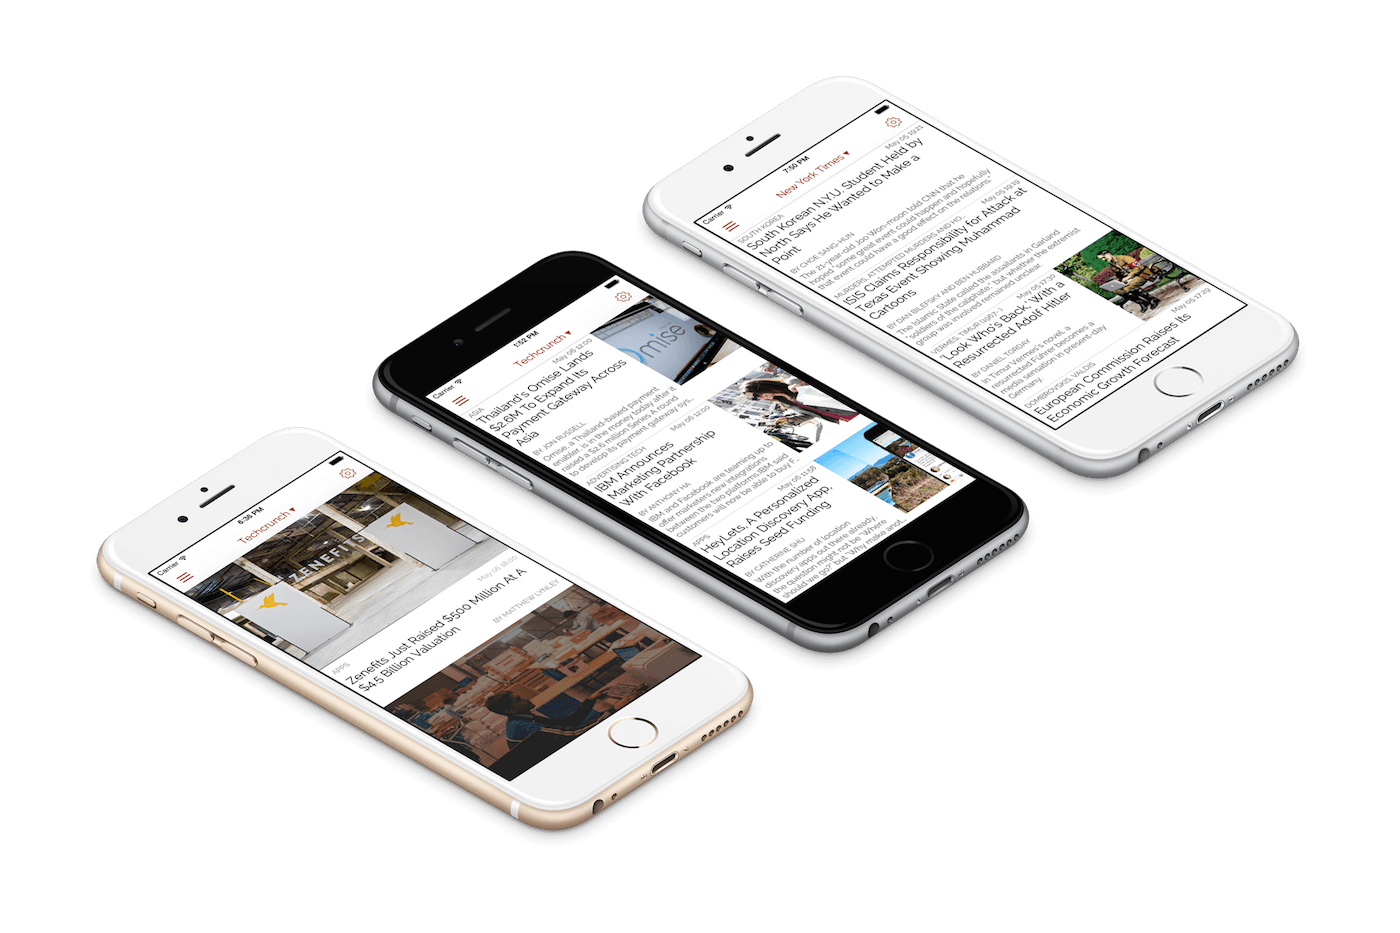 Carrier
6:36 PM
Techcrunch ▾
ZENEFITS
APPS
May 06 18:00
Zenefits Just Raised $500 Million At A
$4.5 Billion Valuation
BY MATTHEW LYNLEY
Carrier
1:52 PM
Techcrunch ▾
ASIA
May 06 12:00
Thailand's Omise Lands
$2.6M To Expand Its
Payment Gateway Across
Asia
BY JON RUSSELL
Omise, a Thailand-based payment
enabler, is in the money today after it
raised a $2.6 million Series A round
to develop its payment gateway sys...
mise
ADVERTISING TECH
May 06 12:00
IBM Announces
Marketing Partnership
With Facebook
BY ANTHONY HA
IBM and Facebook are teaming up to
offer marketers new integrations
between the two platforms.IBM said
customers will now be able to buy F...
APPS
May 06 11:38
HeyLets, A Personalized
Location Discovery App,
Raises Seed Funding
BY CATHERINE SHU
With the number of location
discovery apps out there already,
the question might not be "Where
should we go?" but "Why make anot...
Carrier
7:50 PM
New York Times ▾
SOUTH KOREA
May 05 19:21
South Korean N.Y.U. Student Held by
North Says He Wanted to Make a
Point
BY CHOE SANG-HUN
The 21-year-old Joo Won-moon told CNN that he
hoped "some great event could happen and hopefully
that event could have a good effect on the relations."
MURDERS, ATTEMPTED MURDERS AND HO...
May 05 19:19
ISIS Claims Responsibility for Attack at
Texas Event Showing Muhammad
Cartoons
BY DAN BILEFSKY AND BEN HUBBARD
The Islamic State called the assailants in Garland
"soldiers of the caliphate," but whether the extremist
group was involved remained unclear.
VERMES, TIMUR (1967- )
May 05 17:39
'Look Who's Back,' With a
Resurrected Adolf Hitler
BY DANIEL TORDAY
In Timur Vermes's novel, a
resurrected Führer becomes a
media sensation in present-day
Germany.
DOMBROVSKIS, VALDIS
May 05 17:29
European Commission Raises Its
Economic Growth Forecast